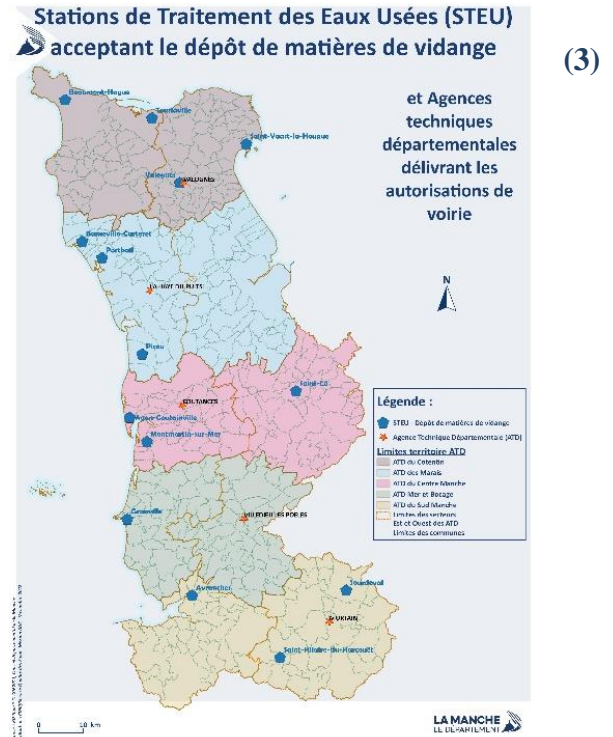 Stations de Traitement des Eaux Usées (STEU)
acceptant le dépôt de matières de vidange
(3)
et Agences
techniques
départementales
délivrant les
autorisations de
voirie
Beaumont-Hague
Tourlaville
Saint-Vaast-la-Hougue
Valognes
VALOGNES
Barneville-Carteret
Portbail
LA HAYE DU PUITS
N
Pirou
Saint-Lô
COUTANCES
Agon-Coutainville
Montmartin-sur-Mer
Légende :
STEU - Dépôt de matières de vidange
Agence Technique Départementale (ATD)
Limites territoire ATD
ATD du Cotentin
ATD des Marais
ATD du Centre Manche
ATD Mer et Bocage
ATD du Sud Manche
Limites des secteurs
Est et Ouest des ATD
Limites des communes
Granville
VILLEDIEU LES POELES
Avranches
Sourdeval
Saint-Hilaire-du-Harcouët
0 10 km
LA MANCHE
LE DÉPARTEMENT